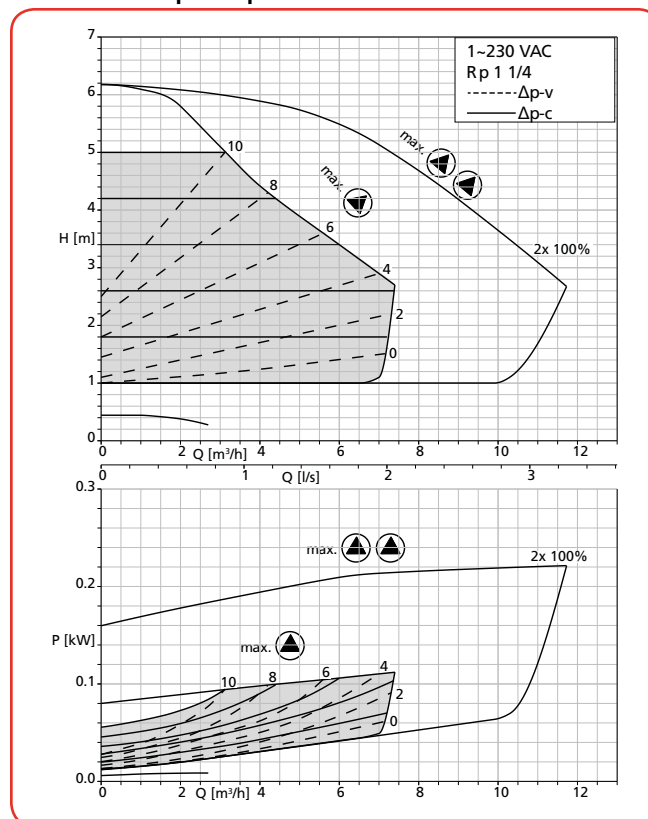 7
1~230 VAC
Rp 1 1/4
Δp-v
Δp-c
6
max.
5
10
max.
8
4
H [m]
6
2x 100%
3
4
2
2
0
1
0
0 2 Q [m³/h] 4 6 8 10 12
0 1 Q [l/s] 2 3
0.3
max.
2x 100%
0.2
P [kW]
max.
4
6
8
10
0.1
2
0
0.0
0 2 Q [m³/h] 4 6 8 10 12